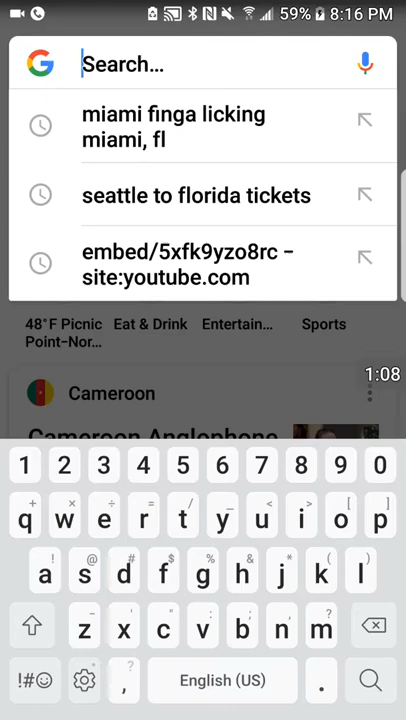 59% 8:16 PM
Search...
miami finga licking
miami, fl
seattle to florida tickets
embed/5xfk9yzo8rc -
site:youtube.com
48°F Picnic Eat & Drink Entertain... Sports
Point-Nor...
1:08
Cameroon
Cameroon Anglophone
1 2 3 4 5 6 7 8 9 0
+ × ÷ = / _ < > [ ]
q w e r t y u i o p
! @ # $ % & * ( )
a s d f g h j k l
- ' " : ; , ?
z x c v b n m
!#☺ , ? English (US) .